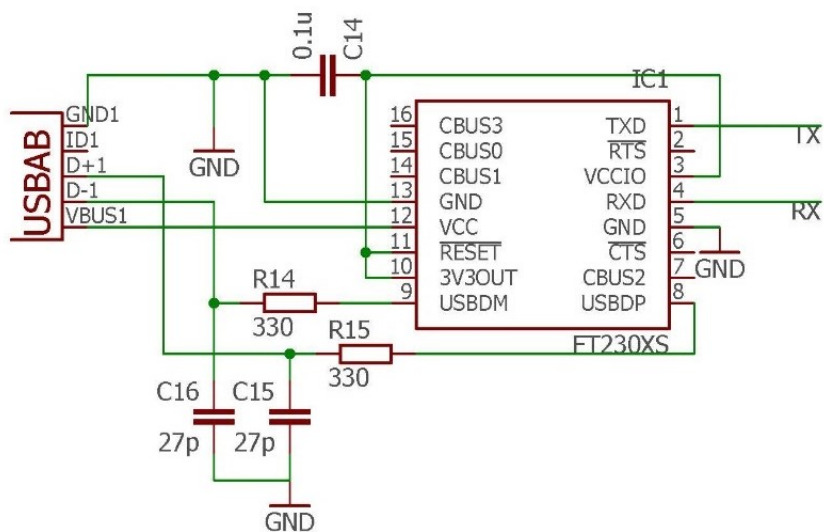 0.1u
C14
IC1
USBAB
GND1
ID1
D+1
D-1
VBUS1
GND
16 CBUS3 TXD 1
15 CBUS0 RTS 2
14 CBUS1 VCCIO 3
13 GND RXD 4
12 VCC GND 5
11 RESET CTS 6
10 3V3OUT CBUS2 7
9 USBDM USBDP 8
TX
RX
GND
FT230XS
R14
330
R15
330
C16
27p
C15
27p
GND